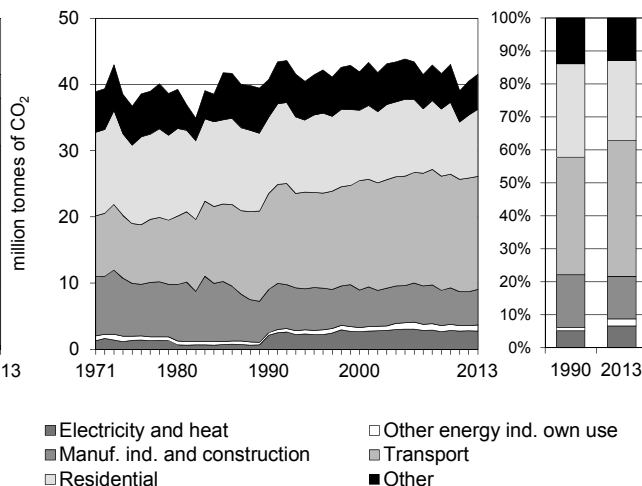 million tonnes of CO2
50
40
30
20
10
0
1971 1980 1990 2000 2013
13
100%
90%
80%
70%
60%
50%
40%
30%
20%
10%
0%
1990 2013
Electricity and heat
Other energy ind. own use
Manuf. ind. and construction
Transport
Residential
Other